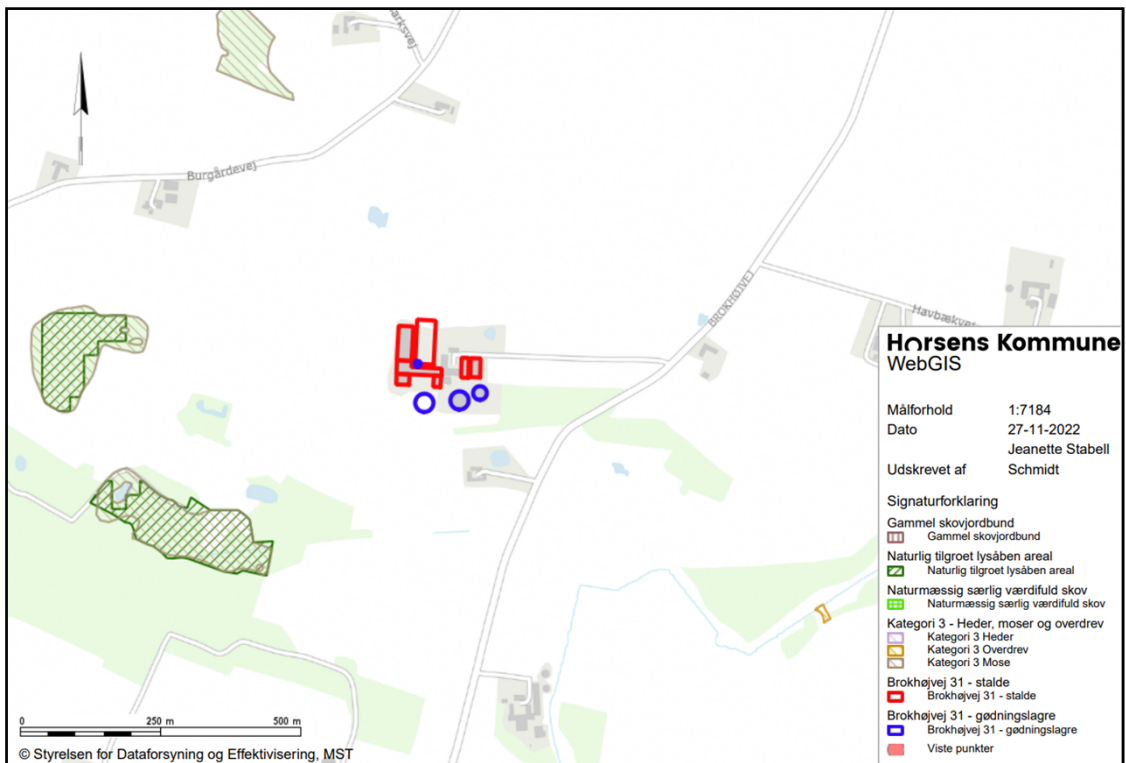 arksvej
Burgårdevej
BROKHØJVEJ
Havbækvej
Horsens Kommune
WebGIS
Målforhold 1:7184
Dato 27-11-2022
Jeanette Stabell
Udskrevet af Schmidt
Signaturforklaring
Gammel skovjordbund
Gammel skovjordbund
Naturlig tilgroet lysåben areal
Naturlig tilgroet lysåben areal
Naturmæssig særlig værdifuld skov
Naturmæssig særlig værdifuld skov
Kategori 3 - Heder, moser og overdrev
Kategori 3 Heder
Kategori 3 Overdrev
Kategori 3 Mose
Brokhøjvej 31 - stalde
Brokhøjvej 31 - stalde
Brokhøjvej 31 - gødningslagre
Brokhøjvej 31 - gødningslagre
Viste punkter
0 250 m 500 m
© Styrelsen for Dataforsyning og Effektivisering, MST